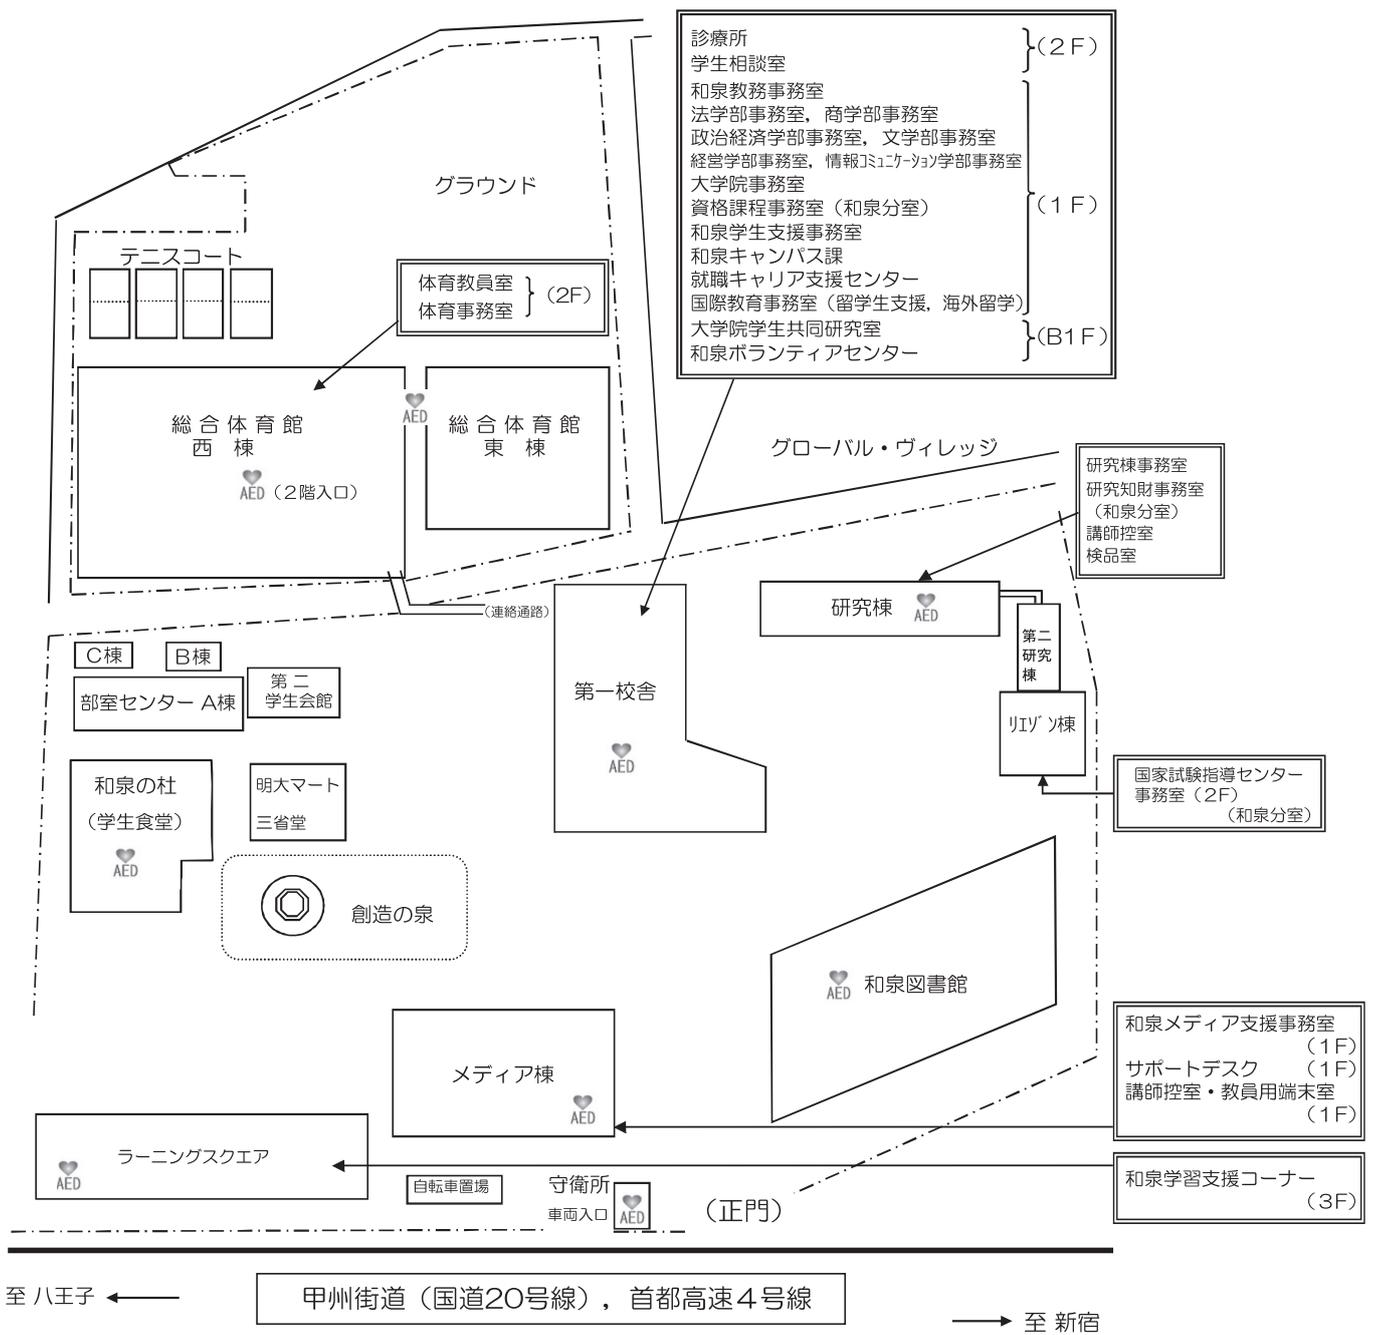 診療所
学生相談室
(2F)
和泉教務事務室
法学部事務室，商学部事務室
政治経済学部事務室，文学部事務室
経営学部事務室，情報コミュニケーション学部事務室
大学院事務室
資格課程事務室（和泉分室）
和泉学生支援事務室
和泉キャンパス課
就職キャリア支援センター
国際教育事務室（留学生支援，海外留学）
(1F)
大学院学生共同研究室
和泉ボランティアセンター
(B1F)
グラウンド
テニスコート
体育教員室
体育事務室
(2F)
総合体育館
西棟
AED（2階入口）
AED
総合体育館
東棟
グローバル・ヴィレッジ
研究棟事務室
研究知財事務室
（和泉分室）
講師控室
検品室
（連絡通路）
研究棟
AED
第二
研究
棟
C棟
B棟
部室センター A棟
第二
学生会館
第一校舎
AED
リエゾン棟
国家試験指導センター
事務室（2F）
（和泉分室）
和泉の杜
（学生食堂）
AED
明大マート
三省堂
創造の泉
AED
和泉図書館
メディア棟
AED
和泉メディア支援事務室
（1F）
サポートデスク　（1F）
講師控室・教員用端末室
（1F）
ラーニングスクエア
AED
自転車置場
守衛所
車両入口
AED
（正門）
和泉学習支援コーナー
（3F）
至 八王子
甲州街道（国道20号線），首都高速4号線
至 新宿